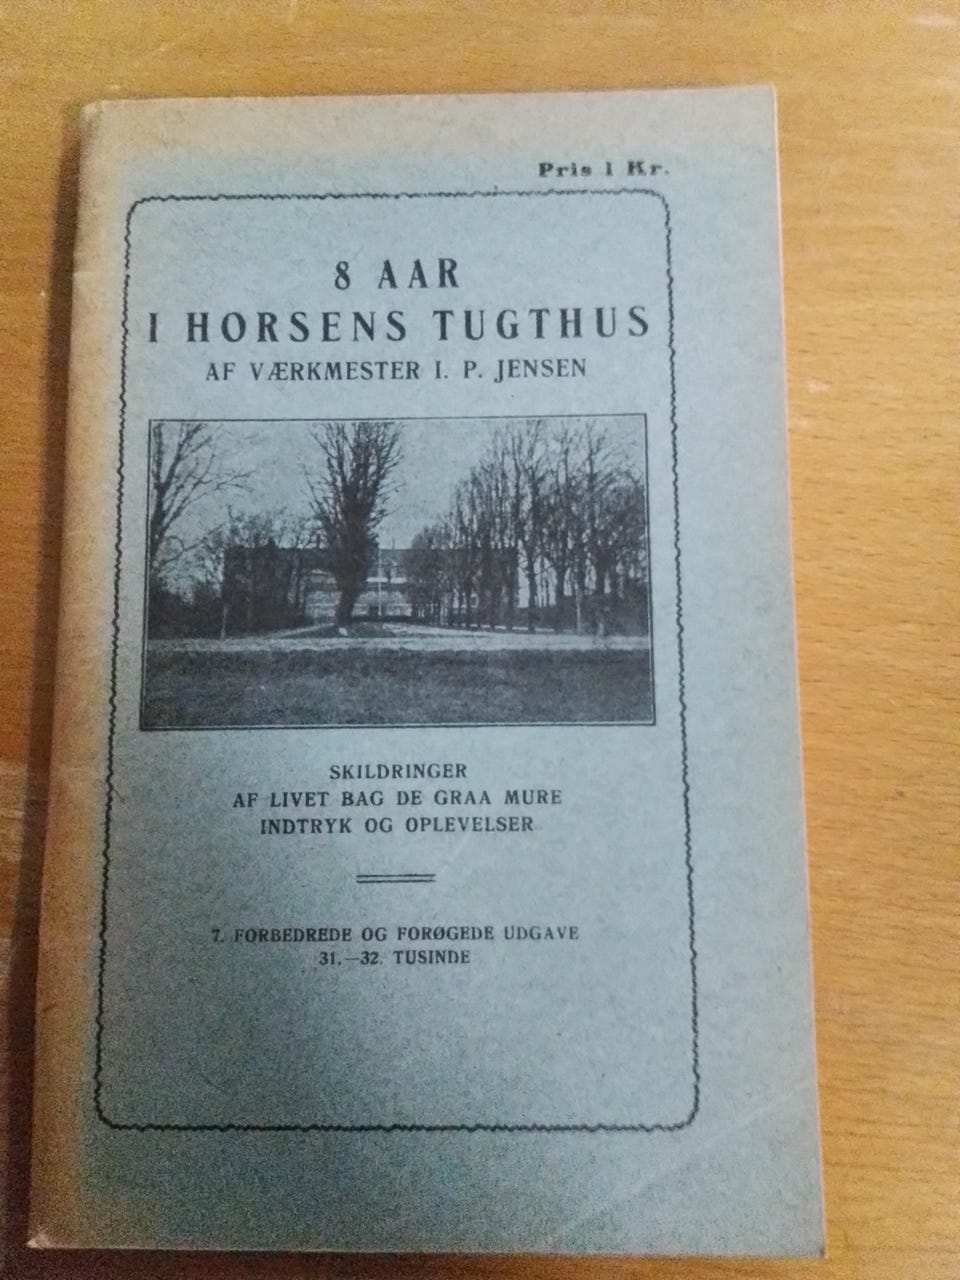 Pris 1 Kr.
8 AAR
I HORSENS TUGTHUS
AF VÆRKMESTER I. P. JENSEN
SKILDRINGER
AF LIVET BAG DE GRAA MURE
INDTRYK OG OPLEVELSER
7. FORBEDREDE OG FORØGEDE UDGAVE
31.—32. TUSINDE